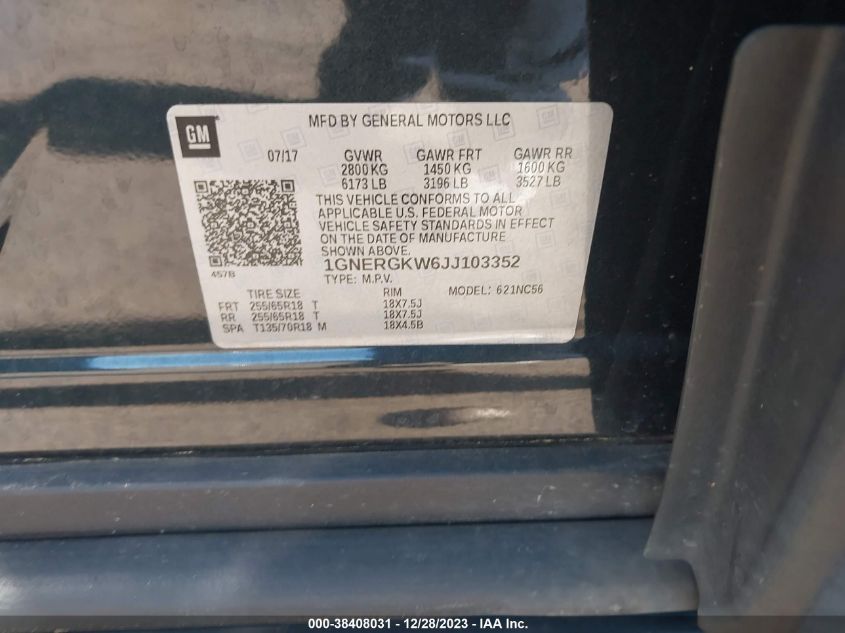 GM
MFD BY GENERAL MOTORS LLC
07/17 GVWR GAWR FRT GAWR RR
2800 KG 1450 KG 1600 KG
6173 LB 3196 LB 3527 LB
THIS VEHICLE CONFORMS TO ALL
APPLICABLE U.S. FEDERAL MOTOR
VEHICLE SAFETY STANDARDS IN EFFECT
ON THE DATE OF MANUFACTURE
SHOWN ABOVE.
457B
1GNERGKW6JJ103352
TYPE: M.P.V.
TIRE SIZE RIM MODEL: 621NC56
FRT 255/65R18 T 18X7.5J
RR 255/65R18 T 18X7.5J
SPA T135/70R18 M 18X4.5B
000-38408031 - 12/28/2023 - IAA Inc.